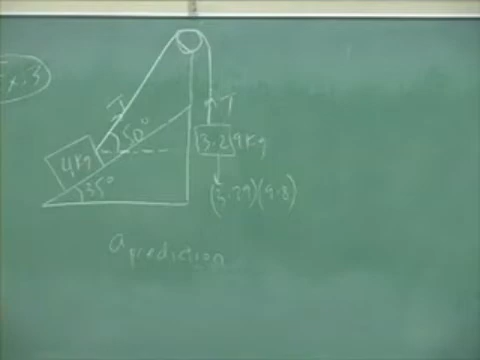 Ex.3
T
50°
T
3.29kg
4kg
35°
(3.29)(9.8)
a prediction